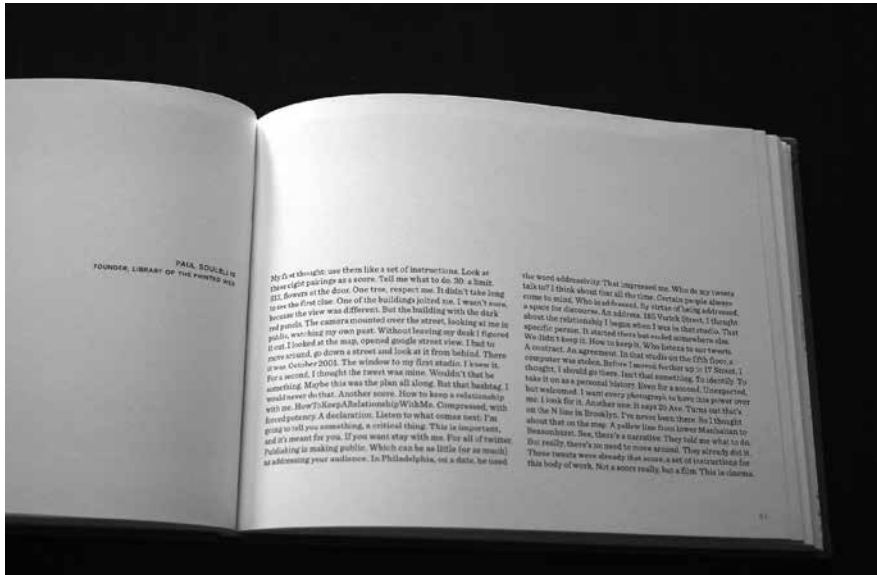 PAUL SOULELLIS
FOUNDER, LIBRARY OF THE PRINTED WEB
My first thought: use them like a set of instructions. Look at
these eight pairings as a score. Tell me what to do. 30: a limit.
312, flowers at the door. One tree, respect me. It didn't take long
to see the first clue. One of the buildings jolted me. I wasn't sure,
because the view was different. But the building with the dark
red panels. The camera mounted over the street, looking at me in
public, watching my own past. Without leaving my desk I figured
it out. I looked at the map, opened google street view. I had to
move around, go down a street and look at it from behind. There
it was. October 2001. The window to my first studio. I knew it.
For a second, I thought the tweet was mine. Wouldn't that be
something. Maybe this was the plan all along. But that hashtag. I
would never do that. Another score. How to keep a relationship
with me. HowToKeepARelationshipWithMe. Compressed, with
forced potency. A declaration. Listen to what comes next: I'm
going to tell you something, a critical thing. This is important,
and it's meant for you. If you want stay with me. For all of twitter.
Publishing is making public. Which can be as little (or as much)
as addressing your audience. In Philadelphia, on a date, he used
the word addressivity. That impressed me. Who do my tweets
talk to? I think about that all the time. Certain people always
come to mind. Who is addressed. By virtue of being addressed,
a space for discourse. An address. 185 Varick Street. I thought
about the relationship I began when I was in that studio. That
specific person. It started there but ended somewhere else.
We didn't keep it. How to keep it. Who listens to our tweets.
A contract. An agreement. In that studio on the fifth floor, a
computer was stolen. Before I moved further up to 17 Street. I
thought, I should go there. Isn't that something. To identify. To
take it on as a personal history. Even for a second. Unexpected,
but welcomed. I want every photograph to have this power over
me. I look for it. Another one. It says 20 Ave. Turns out that's
on the N line in Brooklyn. I've never been there. So I thought
about that on the map. A yellow line from lower Manhattan to
Bensonhurst. See, there's a narrative. They told me what to do.
But really, there's no need to move around. They already did it.
These tweets were already that score, a set of instructions for
this body of work. Not a score really, but a film. This is cinema.